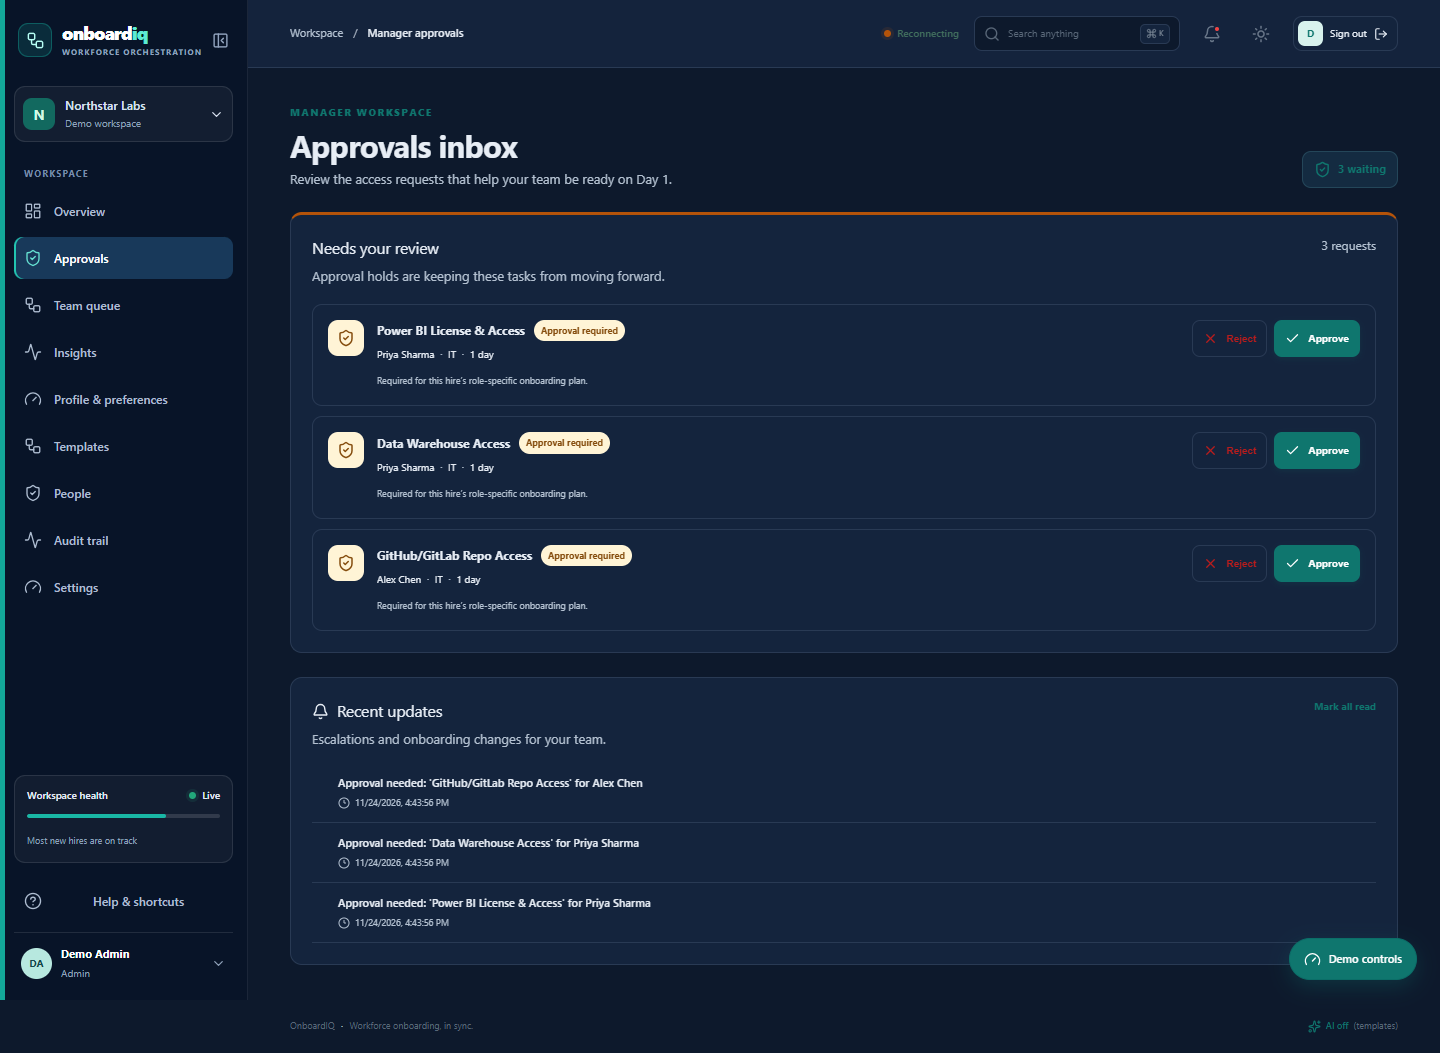 onboardiq
WORKFORCE ORCHESTRATION
N
Northstar Labs
Demo workspace
WORKSPACE
Overview
Approvals
Team queue
Insights
Profile & preferences
Templates
People
Audit trail
Settings
Workspace health
Live
Most new hires are on track
Help & shortcuts
DA
Demo Admin
Admin
Workspace / Manager approvals
Reconnecting
Search anything
⌘ K
D
Sign out
MANAGER WORKSPACE
Approvals inbox
Review the access requests that help your team be ready on Day 1.
3 waiting
Needs your review
3 requests
Approval holds are keeping these tasks from moving forward.
Power BI License & Access
Approval required
Priya Sharma · IT · 1 day
Required for this hire's role-specific onboarding plan.
Reject
Approve
Data Warehouse Access
Approval required
Priya Sharma · IT · 1 day
Required for this hire's role-specific onboarding plan.
Reject
Approve
GitHub/GitLab Repo Access
Approval required
Alex Chen · IT · 1 day
Required for this hire's role-specific onboarding plan.
Reject
Approve
Recent updates
Mark all read
Escalations and onboarding changes for your team.
Approval needed: 'GitHub/GitLab Repo Access' for Alex Chen
11/24/2026, 4:43:56 PM
Approval needed: 'Data Warehouse Access' for Priya Sharma
11/24/2026, 4:43:56 PM
Approval needed: 'Power BI License & Access' for Priya Sharma
11/24/2026, 4:43:56 PM
Demo controls
OnboardIQ · Workforce onboarding, in sync.
AI off (templates)